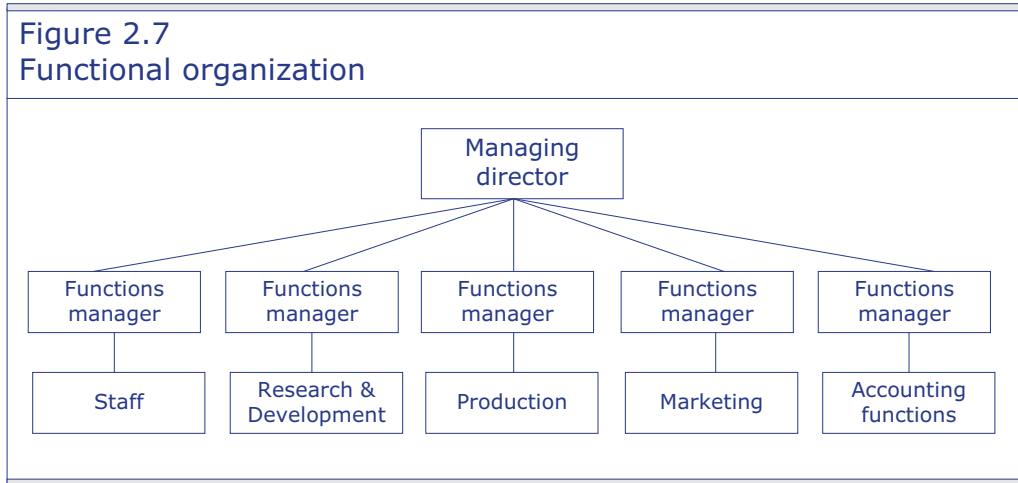 Figure 2.7
Functional organization
Managing
director
Functions
manager
Functions
manager
Functions
manager
Functions
manager
Functions
manager
Staff
Research &
Development
Production
Marketing
Accounting
functions